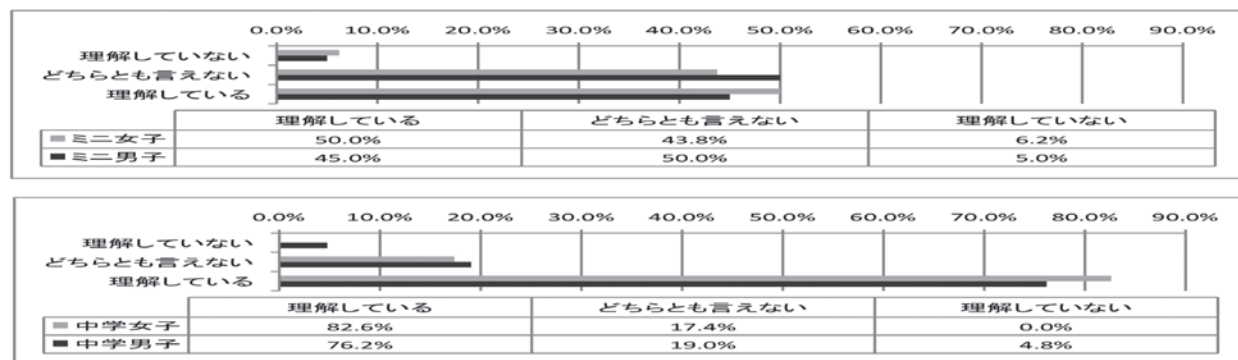 0.0% 10.0% 20.0% 30.0% 40.0% 50.0% 60.0% 70.0% 80.0% 90.0%
理解していない
どちらとも言えない
理解している
理解している どちらとも言えない 理解していない
ミニ女子 50.0% 43.8% 6.2%
ミニ男子 45.0% 50.0% 5.0%
0.0% 10.0% 20.0% 30.0% 40.0% 50.0% 60.0% 70.0% 80.0% 90.0%
理解していない
どちらとも言えない
理解している
理解している どちらとも言えない 理解していない
中学女子 82.6% 17.4% 0.0%
中学男子 76.2% 19.0% 4.8%